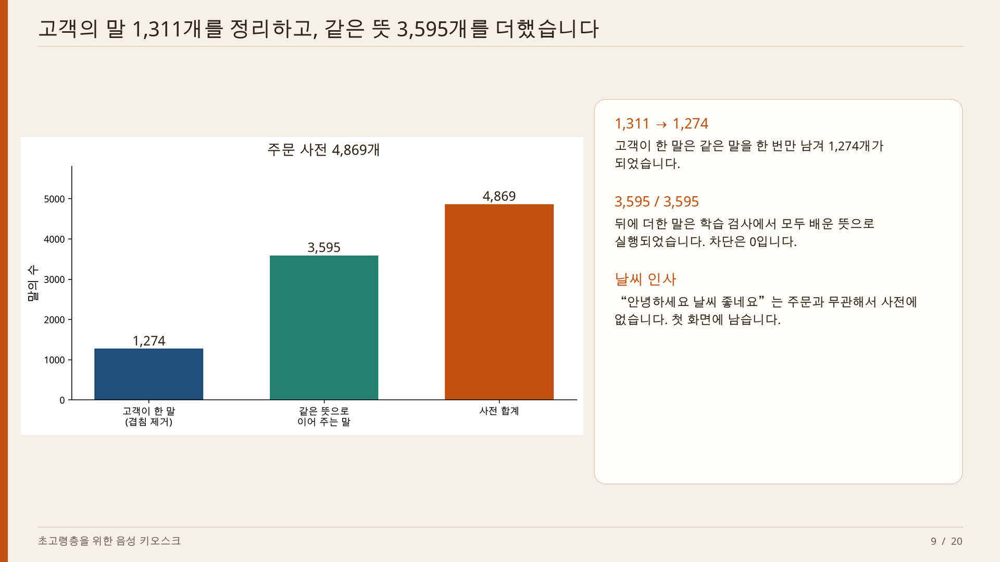 고객의 말 1,311개를 정리하고, 같은 뜻 3,595개를 더했습니다
주문 사전 4,869개
말의 수
5000
4000
3000
2000
1000
0
1,274
3,595
4,869
고객이 한 말
(겹침 제거)
같은 뜻으로
이어 주는 말
사전 합계
1,311 → 1,274
고객이 한 말은 같은 말을 한 번만 남겨 1,274개가
되었습니다.
3,595 / 3,595
뒤에 더한 말은 학습 검사에서 모두 배운 뜻으로
실행되었습니다. 차단은 0입니다.
날씨 인사
“안녕하세요 날씨 좋네요”는 주문과 무관해서 사전에
없습니다. 첫 화면에 남습니다.
초고령층을 위한 음성 키오스크
9 / 20